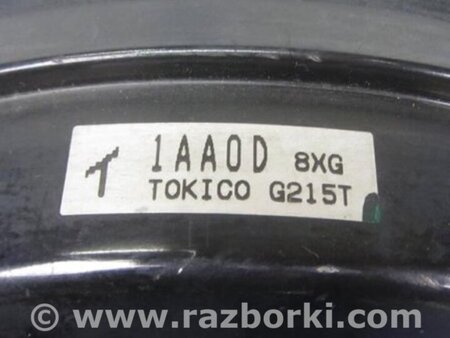 1AA0D 8XG
TOKICO G215T
© www.razborki.com